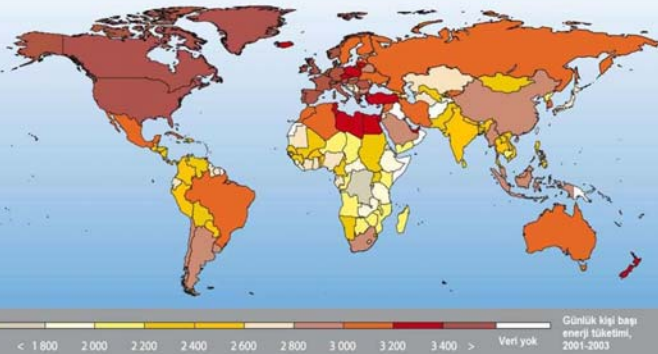 < 1 800 2 000 2 200 2 400 2 600 2 800 3 000 3 200 3 400 > Veri yok
Günlük kişi başı
enerji tüketimi,
2001-2003